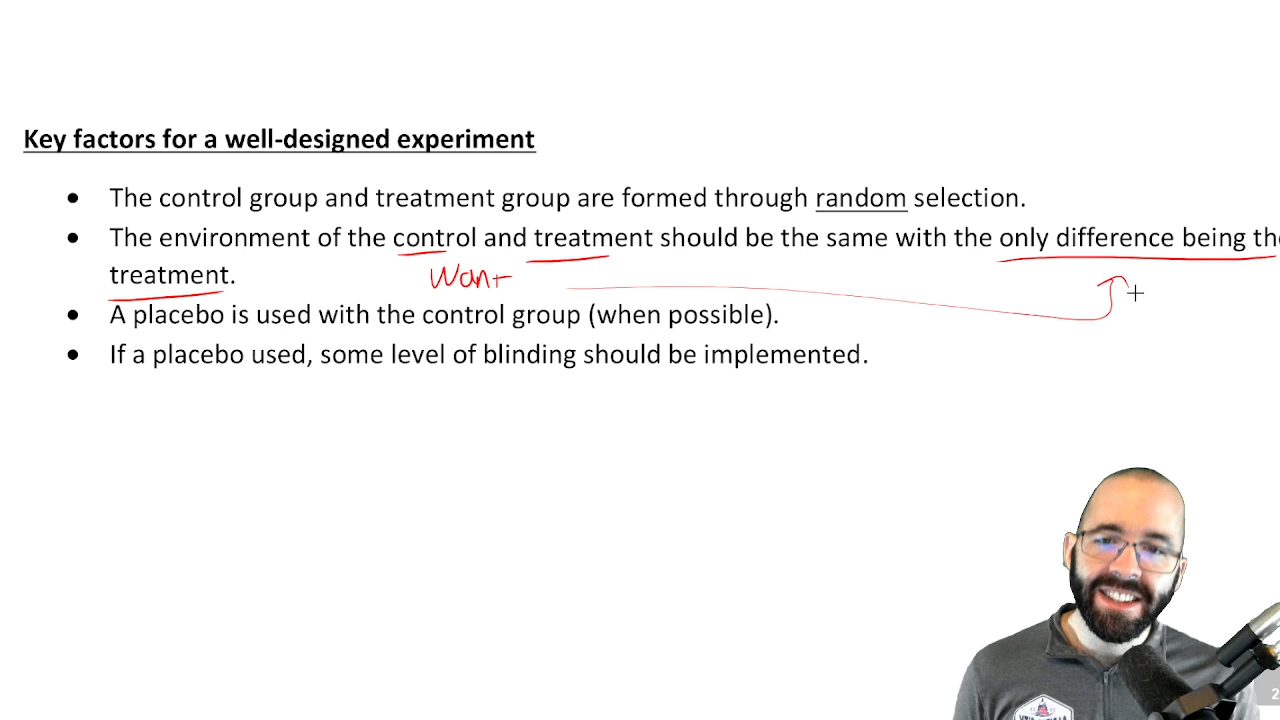 Key factors for a well-designed experiment
• The control group and treatment group are formed through random selection.
• The environment of the control and treatment should be the same with the only difference being the
treatment.
Want
• A placebo is used with the control group (when possible).
• If a placebo used, some level of blinding should be implemented.
2